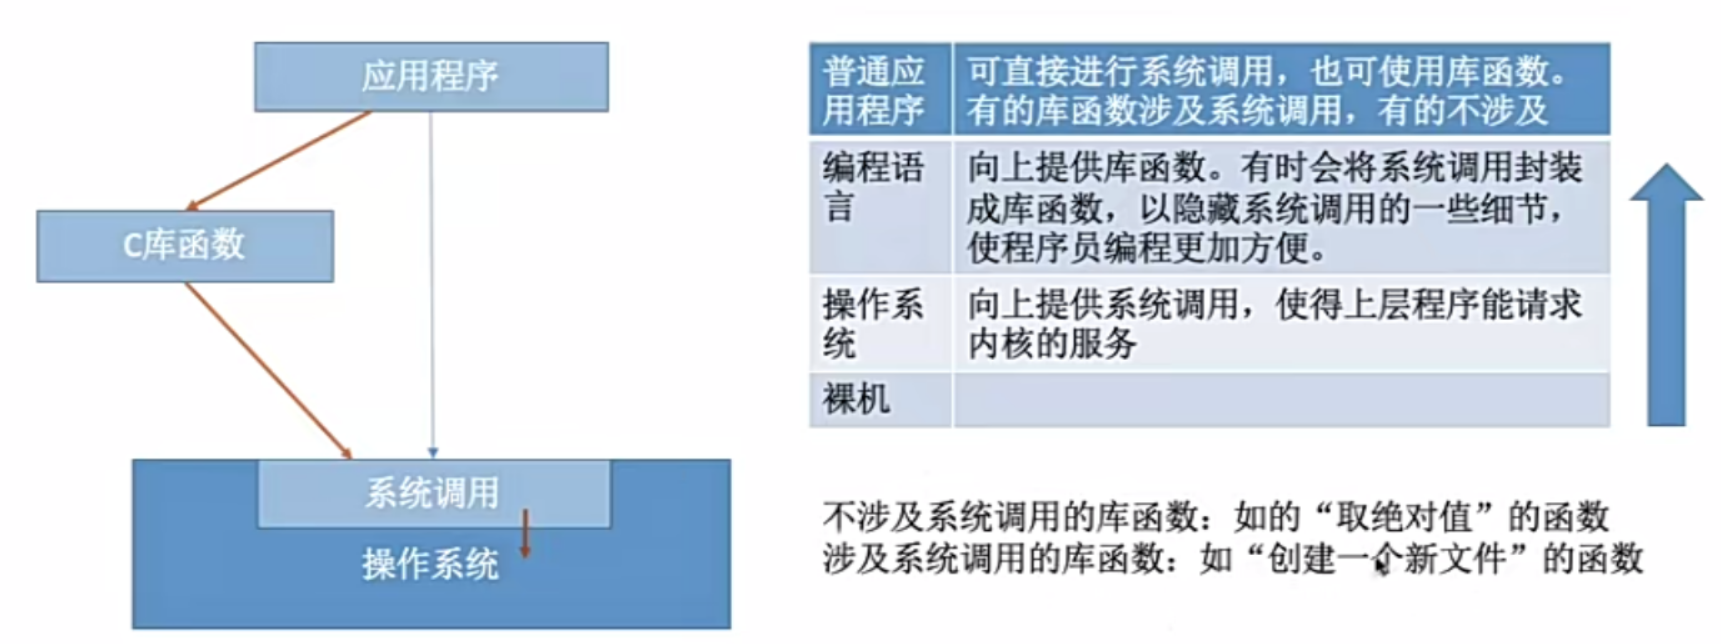 应用程序
C库函数
系统调用
操作系统
普通应
用程序
可直接进行系统调用，也可使用库函数。
有的库函数涉及系统调用，有的不涉及
编程语
言
向上提供库函数。有时会将系统调用封装
成库函数，以隐藏系统调用的一些细节，
使程序员编程更加方便。
操作系
统
向上提供系统调用，使得上层程序能请求
内核的服务
裸机
不涉及系统调用的库函数：如的“取绝对值”的函数
涉及系统调用的库函数：如“创建一个新文件”的函数